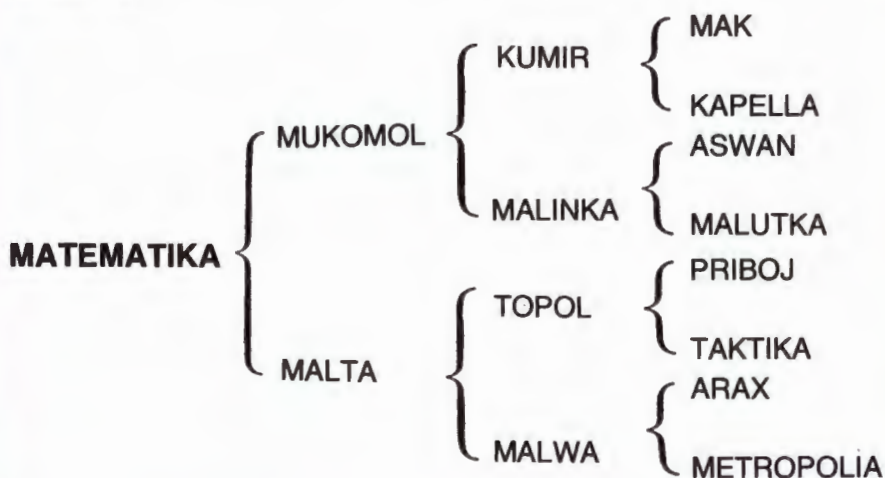 MATEMATIKA
MUKOMOL
MALTA
KUMIR
MALINKA
TOPOL
MALWA
MAK
KAPELLA
ASWAN
MALUTKA
PRIBOJ
TAKTIKA
ARAX
METROPOLIA